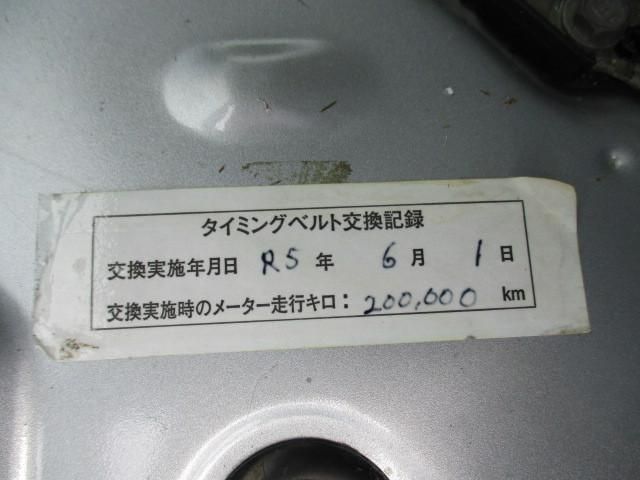 タイミングベルト交換記録
交換実施年月日 R5年 6月 1日
交換実施時のメーター走行キロ：200,000 km